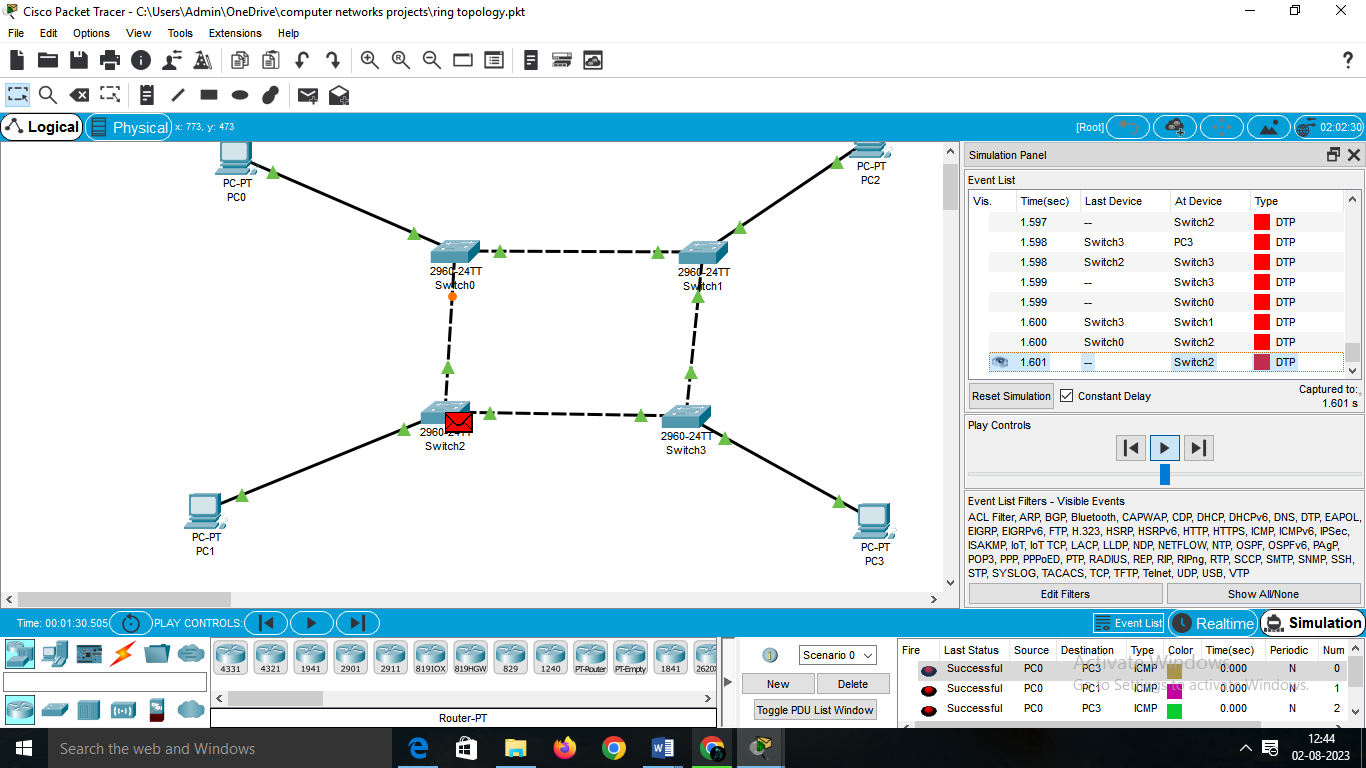 Cisco Packet Tracer - C:\Users\Admin\OneDrive\computer networks projects\ring topology.pkt
File Edit Options View Tools Extensions Help
Logical Physical x: 773, y: 473 [Root] 02:02:30
PC-PT
PC0
PC2
2960-24TT
Switch0
2960-24TT
Switch1
2960-24TT
Switch2
2960-24TT
Switch3
PC-PT
PC1
PC-PT
PC3
Simulation Panel
Event List
Vis. Time(sec) Last Device At Device Type
1.597 -- Switch2 DTP
1.598 Switch3 PC3 DTP
1.598 Switch2 Switch3 DTP
1.599 -- Switch3 DTP
1.599 -- Switch0 DTP
1.600 Switch3 Switch1 DTP
1.600 Switch0 Switch2 DTP
1.601 -- Switch2 DTP
Reset Simulation Constant Delay Captured to:
1.601 s
Play Controls
Event List Filters - Visible Events
ACL Filter, ARP, BGP, Bluetooth, CAPWAP, CDP, DHCP, DHCPv6, DNS, DTP, EAPOL,
EIGRP, EIGRPv6, FTP, H.323, HSRP, HSRPv6, HTTP, HTTPS, ICMP, ICMPv6, IPSec,
ISAKMP, IoT, IoT TCP, LACP, LLDP, NDP, NETFLOW, NTP, OSPF, OSPFv6, PAgP,
POP3, PPP, PPPoED, PTP, RADIUS, REP, RIP, RIPng, RTP, SCCP, SMTP, SNMP, SSH,
STP, SYSLOG, TACACS, TCP, TFTP, Telnet, UDP, USB, VTP
Edit Filters Show All/None
Time: 00:01:30.505 PLAY CONTROLS: Event List Realtime Simulation
4331 4321 1941 2901 2911 819IOX 819HGW 829 1240 PT-Router PT-Empty 1841 2620X
Router-PT
Scenario 0
New Delete
Toggle PDU List Window
Fire Last Status Source Destination Type Color Time(sec) Periodic Num
Successful PC0 PC3 ICMP 0.000 N 0
Successful PC0 PC1 ICMP 0.000 N 1
Successful PC0 PC3 ICMP 0.000 N 2
Activate Windows
Go to Settings to activate Windows.
Search the web and Windows
12:44
02-08-2023